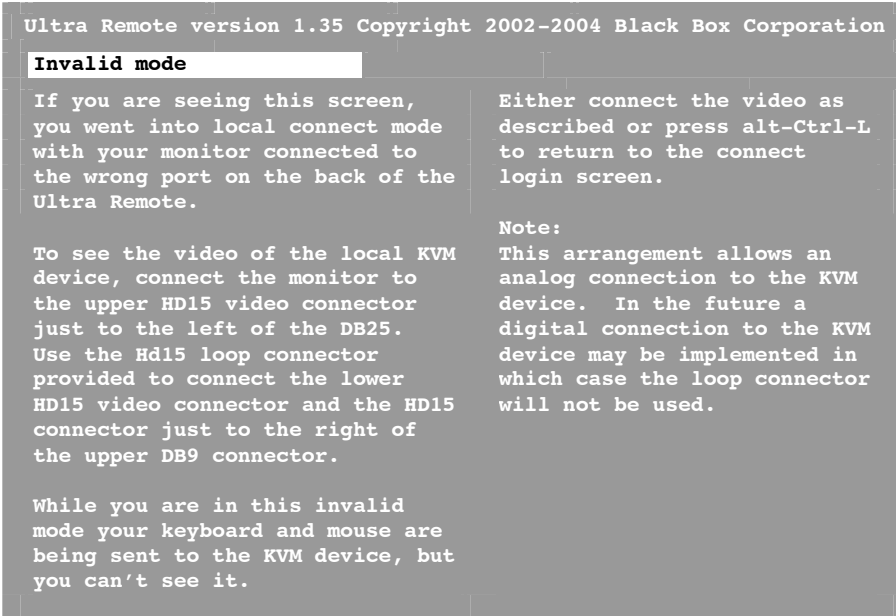 Ultra Remote version 1.35 Copyright 2002-2004 Black Box Corporation
Invalid mode
If you are seeing this screen,
you went into local connect mode
with your monitor connected to
the wrong port on the back of the
Ultra Remote.
To see the video of the local KVM
device, connect the monitor to
the upper HD15 video connector
just to the left of the DB25.
Use the Hd15 loop connector
provided to connect the lower
HD15 video connector and the HD15
connector just to the right of
the upper DB9 connector.
While you are in this invalid
mode your keyboard and mouse are
being sent to the KVM device, but
you can't see it.
Either connect the video as
described or press alt-Ctrl-L
to return to the connect
login screen.
Note:
This arrangement allows an
analog connection to the KVM
device.  In the future a
digital connection to the KVM
device may be implemented in
which case the loop connector
will not be used.